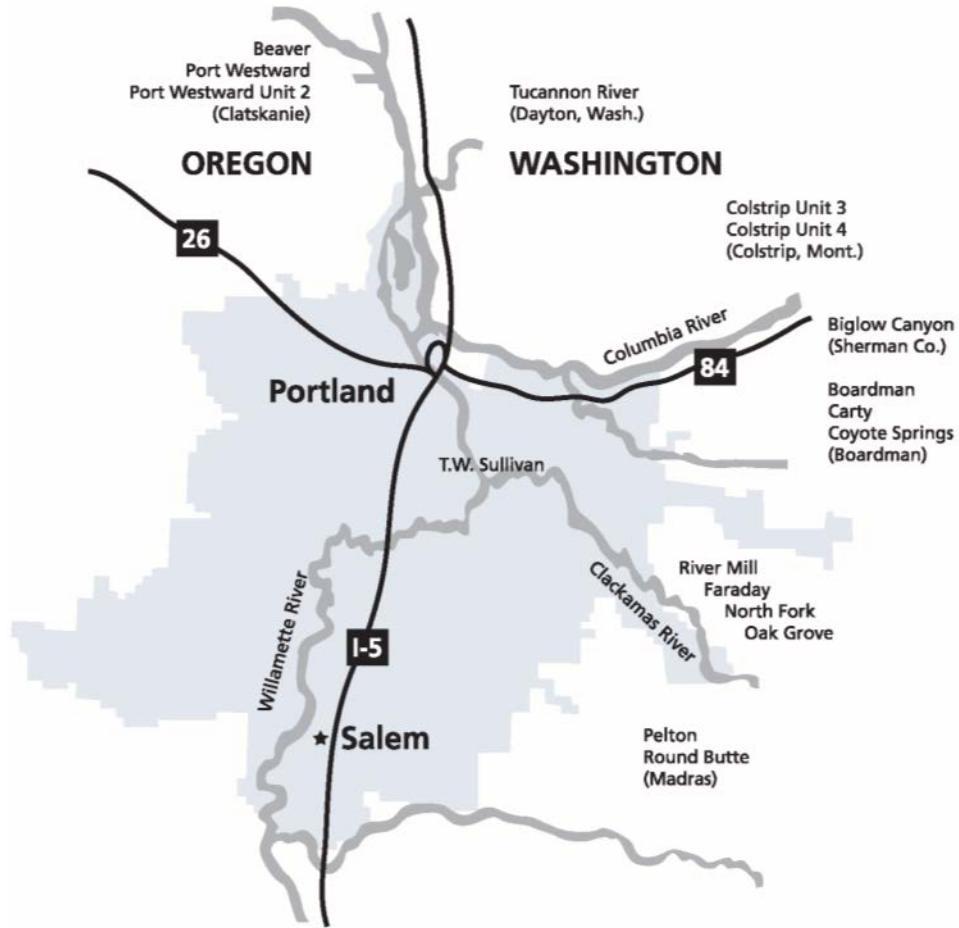 Beaver
Port Westward
Port Westward Unit 2
(Clatskanie)
Tucannon River
(Dayton, Wash.)
OREGON
WASHINGTON
Colstrip Unit 3
Colstrip Unit 4
(Colstrip, Mont.)
26
Columbia River
84
Biglow Canyon
(Sherman Co.)
Portland
Boardman
Carty
Coyote Springs
(Boardman)
T.W. Sullivan
Willamette River
Clackamas River
River Mill
Faraday
North Fork
Oak Grove
I-5
Salem
Pelton
Round Butte
(Madras)